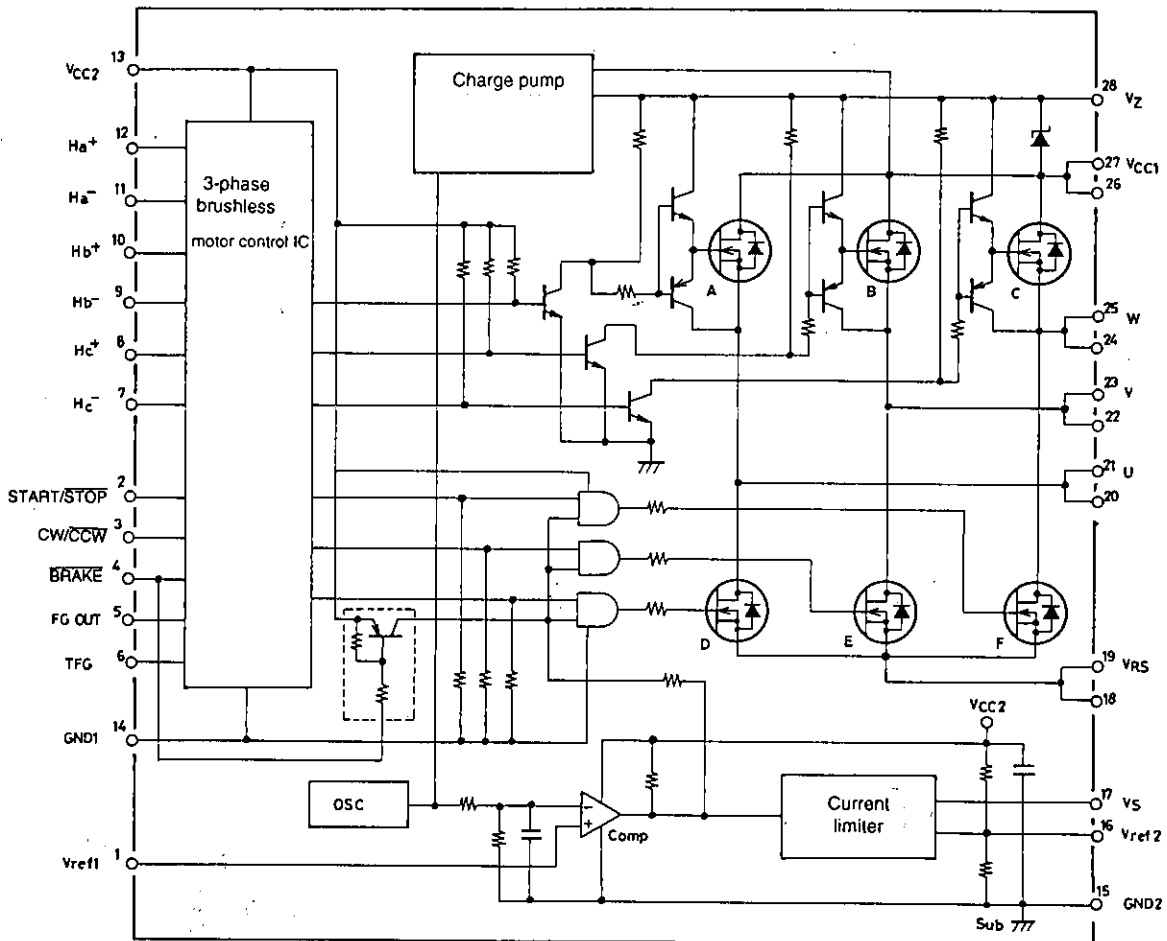 13
VCC2
12
Ha+
11
Ha-
10
Hb+
9
Hb-
8
Hc+
7
Hc-
2
START/STOP
3
CW/CCW
4
BRAKE
5
FG OUT
6
TFG
14
GND1
1
Vref1
3-phase
brushless
motor control IC
Charge pump
A
B
C
D
E
F
OSC
Comp
Current
limiter
VCC2
Sub
28
VZ
27
VCC1
26
25
W
24
23
V
22
21
U
20
19
VRS
18
17
VS
16
Vref2
15
GND2